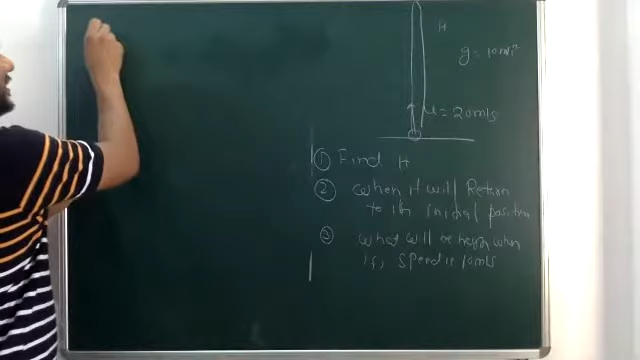 H
g = 10m/s²
u = 20m/s
① Find H
② when it will Return
to its initial position
③ what will be heigh when
its speed is 10m/s